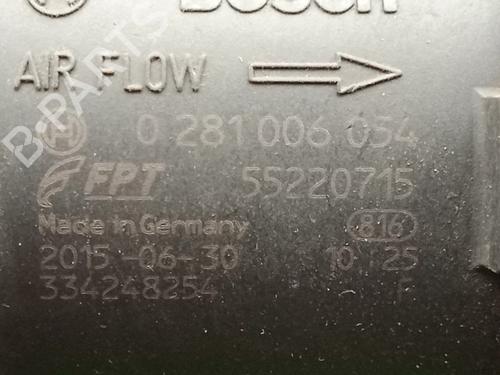 BOSCH
AIR FLOW
0 281 006 054
FPT 55220715
Made in Germany 816
2015-06-30 10 25
334248254 F
B-PARTS